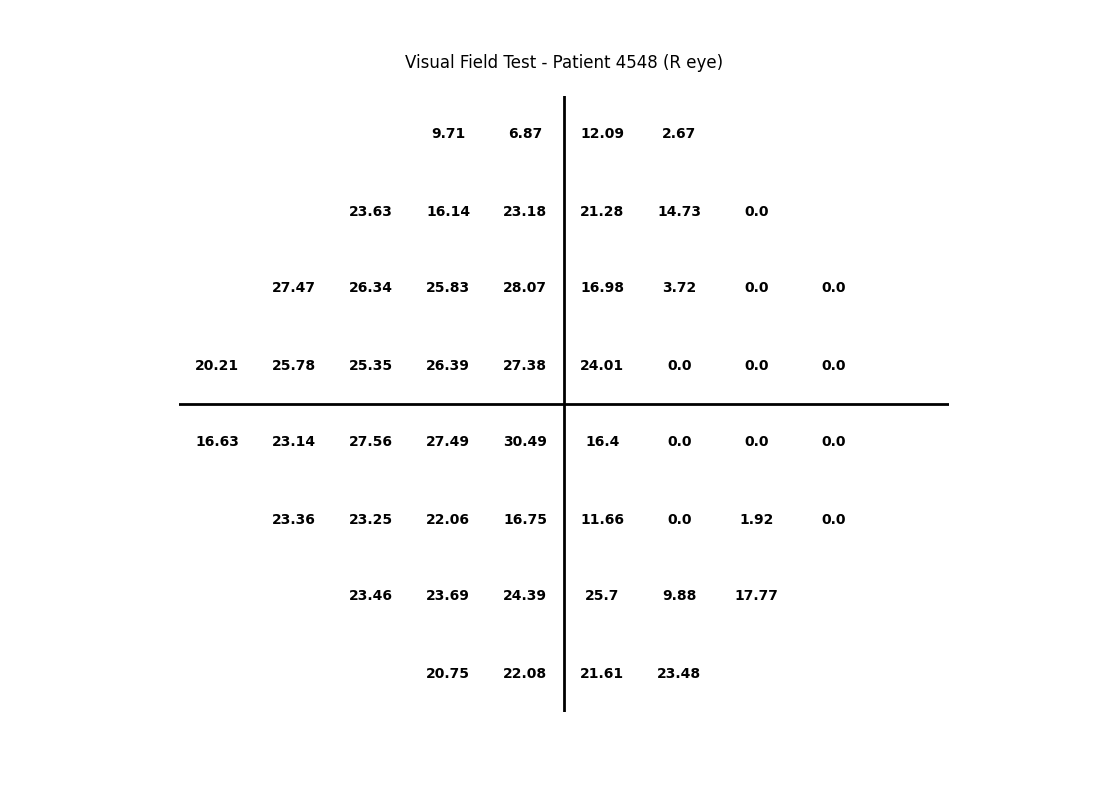 Visual Field Test - Patient 4548 (R eye)
9.71 6.87 12.09 2.67
23.63 16.14 23.18 21.28 14.73 0.0
27.47 26.34 25.83 28.07 16.98 3.72 0.0 0.0
20.21 25.78 25.35 26.39 27.38 24.01 0.0 0.0 0.0
16.63 23.14 27.56 27.49 30.49 16.4 0.0 0.0 0.0
23.36 23.25 22.06 16.75 11.66 0.0 1.92 0.0
23.46 23.69 24.39 25.7 9.88 17.77
20.75 22.08 21.61 23.48